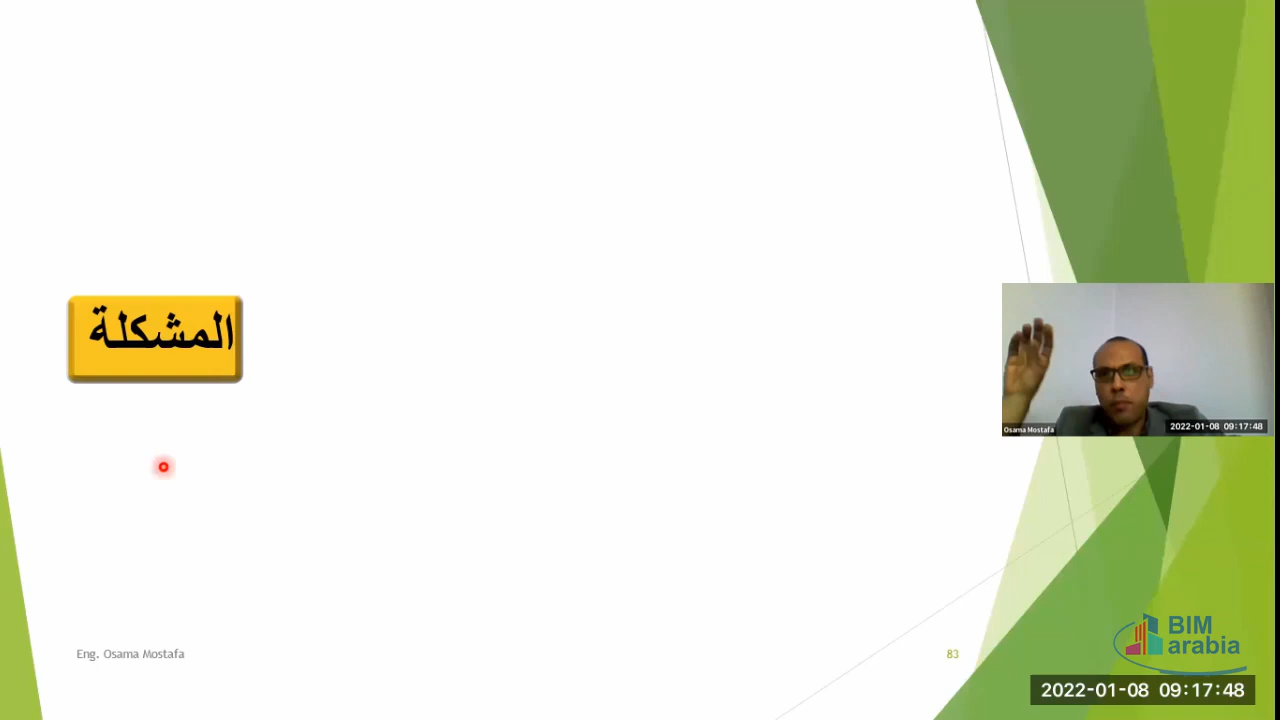 المشكلة
Osama Mostafa
2022-01-08 09:17:48
Eng. Osama Mostafa
83
BIM
arabia
2022-01-08 09:17:48